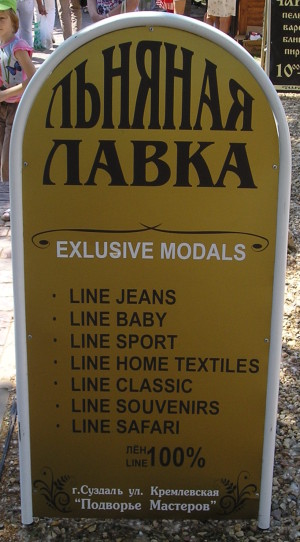 ЛЬНЯНАЯ
ЛАВКА
EXLUSIVE MODALS
· LINE JEANS
· LINE BABY
· LINE SPORT
· LINE HOME TEXTILES
· LINE CLASSIC
· LINE SOUVENIRS
· LINE SAFARI
ЛЁН
LINE 100%
г.Суздаль ул. Кремлевская
"Подворье Мастеров"